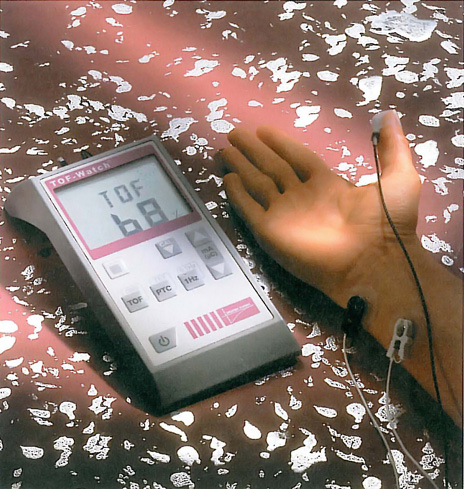 TOF-Watch
TOF
68 %
TOF
PTC
1Hz